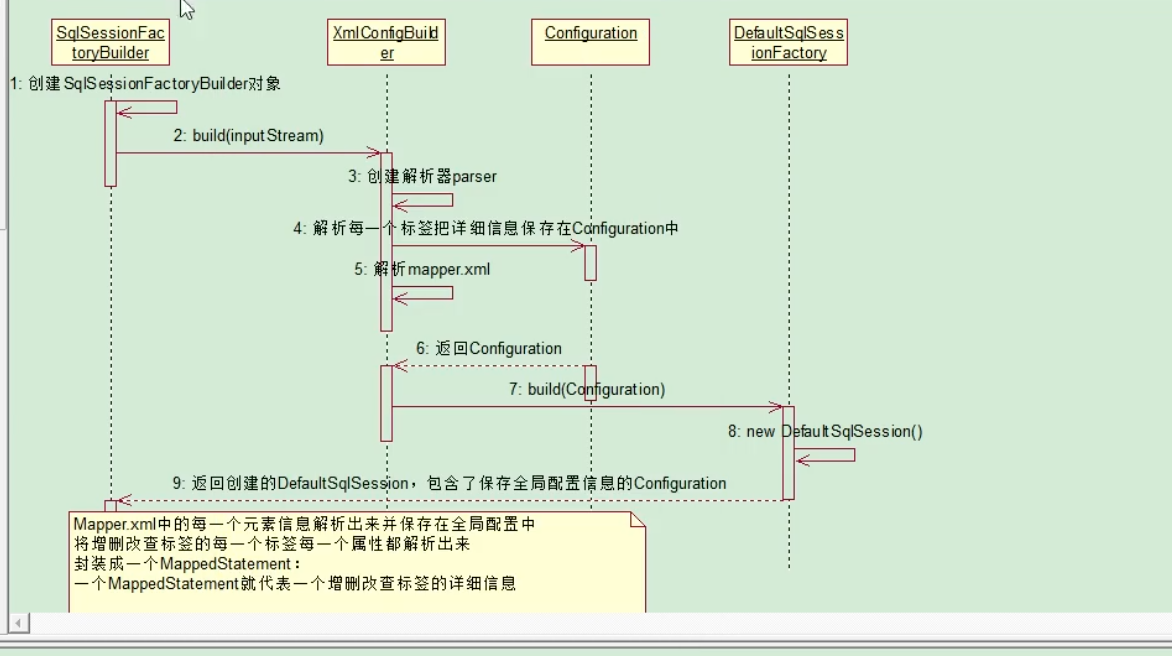 SqlSessionFac
toryBuilder
XmlConfigBuild
er
Configuration
DefaultSqlSess
ionFactory
1: 创建SqlSessionFactoryBuilder对象
2: build(inputStream)
3: 创建解析器parser
4: 解析每一个标签把详细信息保存在Configuration中
5: 解析mapper.xml
6: 返回Configuration
7: build(Configuration)
8: new DefaultSqlSession()
9: 返回创建的DefaultSqlSession，包含了保存全局配置信息的Configuration
Mapper.xml中的每一个元素信息解析出来并保存在全局配置中
将增删改查标签的每一个标签每一个属性都解析出来
封装成一个MappedStatement：
一个MappedStatement就代表一个增删改查标签的详细信息